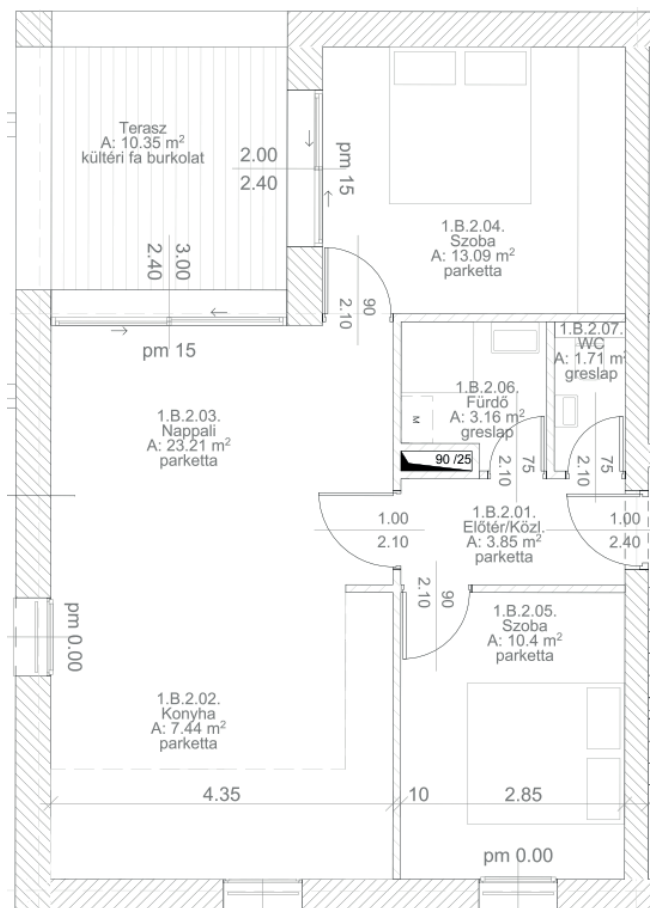 Terasz
A: 10.35 m²
kültéri fa burkolat
2.00
2.40
pm 15
3.00
2.40
pm 15
1.B.2.04.
Szoba
A: 13.09 m²
parketta
90
2.10
1.B.2.07.
WC
A: 1.71 m²
greslap
1.B.2.06.
Fürdő
A: 3.16 m²
greslap
M
90 /25
75
2.10
75
2.10
1.B.2.03.
Nappali
A: 23.21 m²
parketta
1.00
2.10
1.B.2.01.
Előtér/Közl.
A: 3.85 m²
parketta
1.00
2.40
90
2.10
1.B.2.05.
Szoba
A: 10.4 m²
parketta
pm 0.00
1.B.2.02.
Konyha
A: 7.44 m²
parketta
4.35
10
2.85
pm 0.00